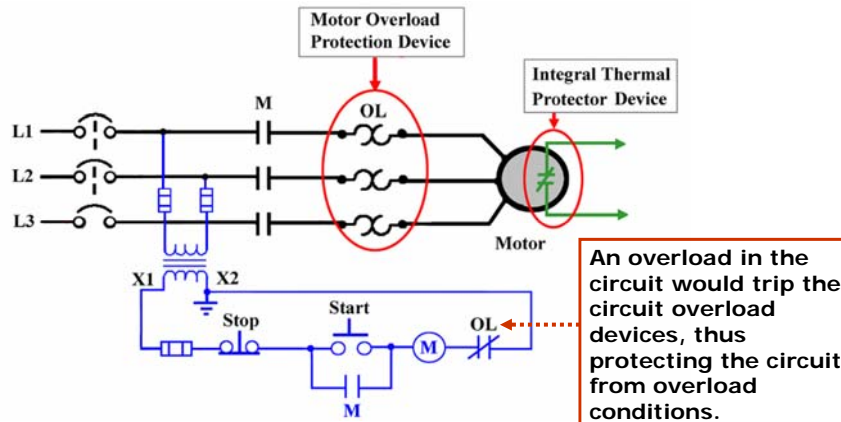 Motor Overload
Protection Device
Integral Thermal
Protector Device
M
OL
L1
L2
L3
Motor
X1
X2
Stop
Start
M
OL
M
An overload in the
circuit would trip the
circuit overload
devices, thus
protecting the circuit
from overload
conditions.